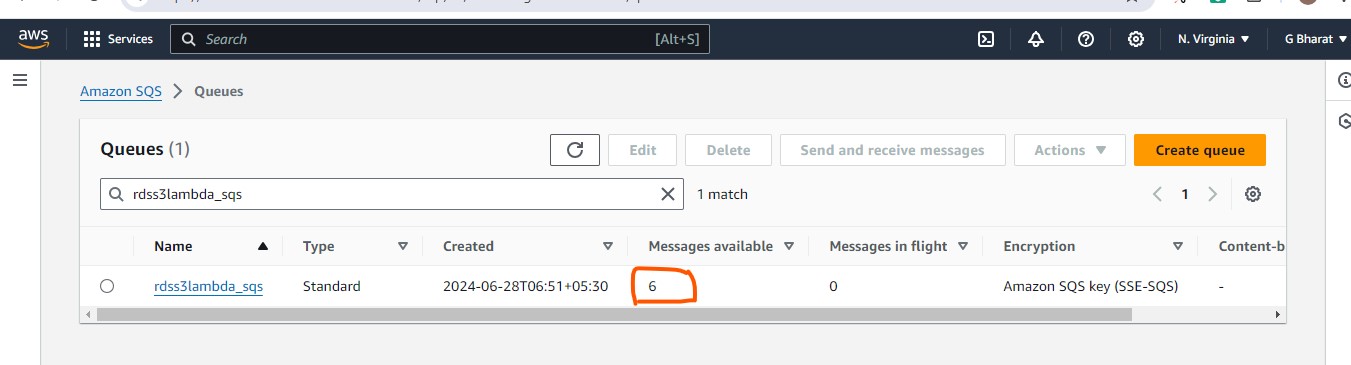 aws Services Search [Alt+S] N. Virginia G Bharat
Amazon SQS Queues
Queues (1) Edit Delete Send and receive messages Actions Create queue
rdss3lambda_sqs 1 match 1
Name Type Created Messages available Messages in flight Encryption Content-b
rdss3lambda_sqs Standard 2024-06-28T06:51+05:30 6 0 Amazon SQS key (SSE-SQS) -